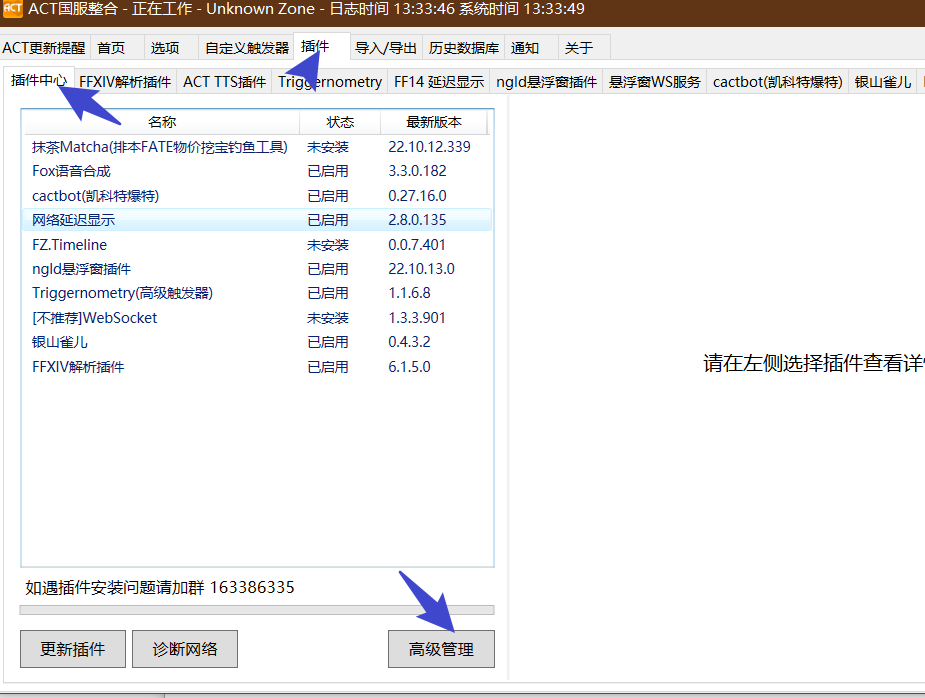 ACT ACT国服整合 - 正在工作 - Unknown Zone - 日志时间 13:33:46 系统时间 13:33:49
ACT更新提醒 首页 选项 自定义触发器 插件 导入/导出 历史数据库 通知 关于
插件中心 FFXIV解析插件 ACT TTS插件 Triggernometry FF14 延迟显示 ngld悬浮窗插件 悬浮窗WS服务 cactbot(凯科特爆特) 银山雀儿
名称 状态 最新版本
抹茶Matcha(排本FATE物价挖宝钓鱼工具) 未安装 22.10.12.339
Fox语音合成 已启用 3.3.0.182
cactbot(凯科特爆特) 已启用 0.27.16.0
网络延迟显示 已启用 2.8.0.135
FZ.Timeline 未安装 0.0.7.401
ngld悬浮窗插件 已启用 22.10.13.0
Triggernometry(高级触发器) 已启用 1.1.6.8
[不推荐]WebSocket 未安装 1.3.3.901
银山雀儿 已启用 0.4.3.2
FFXIV解析插件 已启用 6.1.5.0
请在左侧选择插件查看详
如遇插件安装问题请加群 163386335
更新插件 诊断网络 高级管理